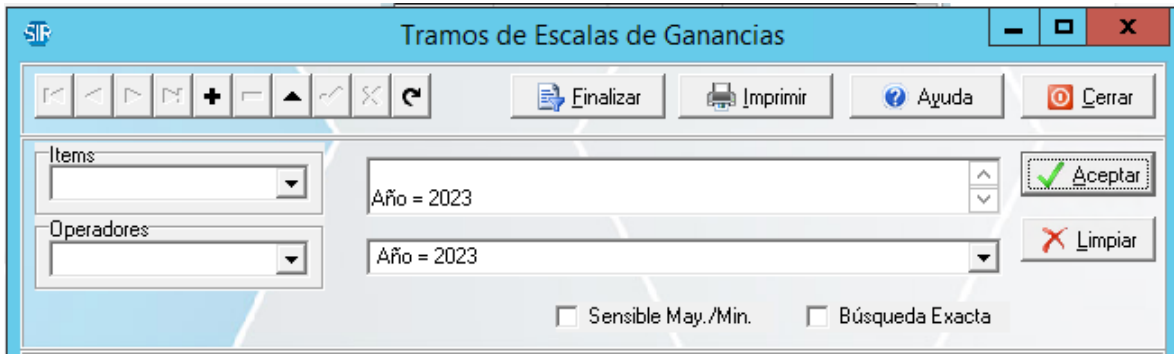 SIR
Tramos de Escalas de Ganancias
Finalizar
Imprimir
Ayuda
Cerrar
Items
Año = 2023
Aceptar
Operadores
Año = 2023
Limpiar
Sensible May./Min.
Búsqueda Exacta